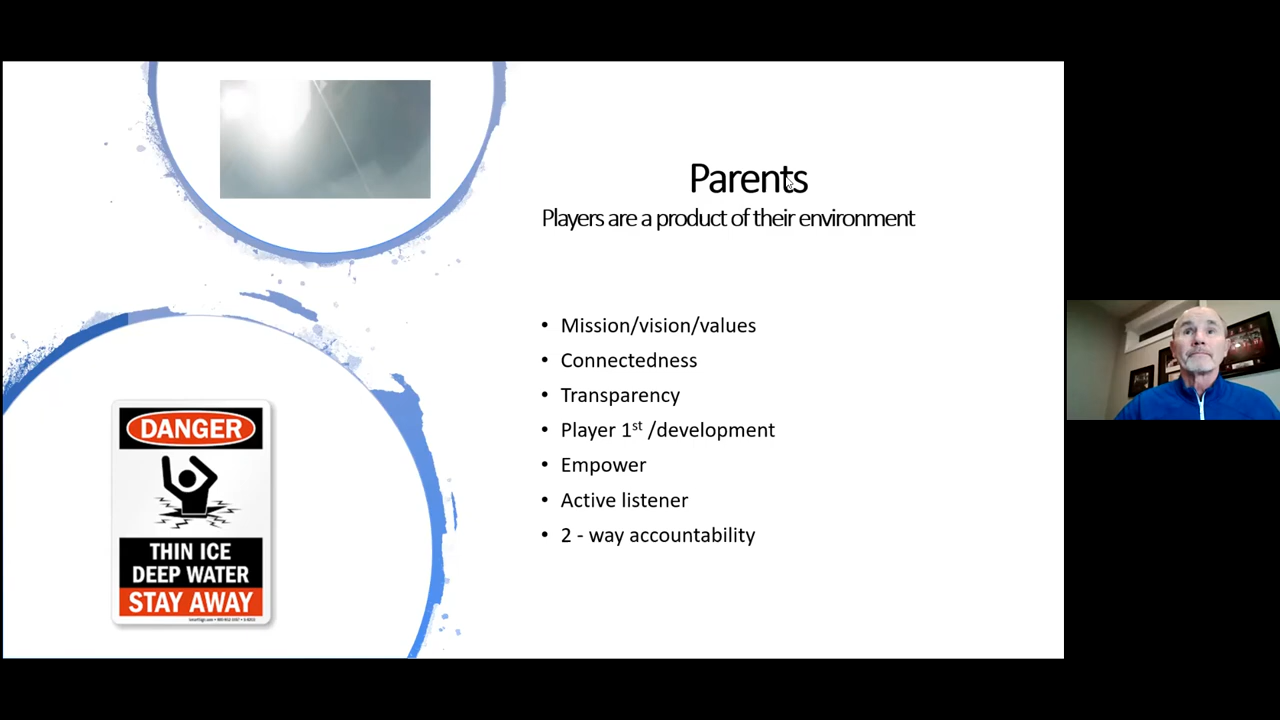 Parents
Players are a product of their environment
• Mission/vision/values
• Connectedness
• Transparency
• Player 1st /development
• Empower
• Active listener
• 2 - way accountability
DANGER
THIN ICE
DEEP WATER
STAY AWAY